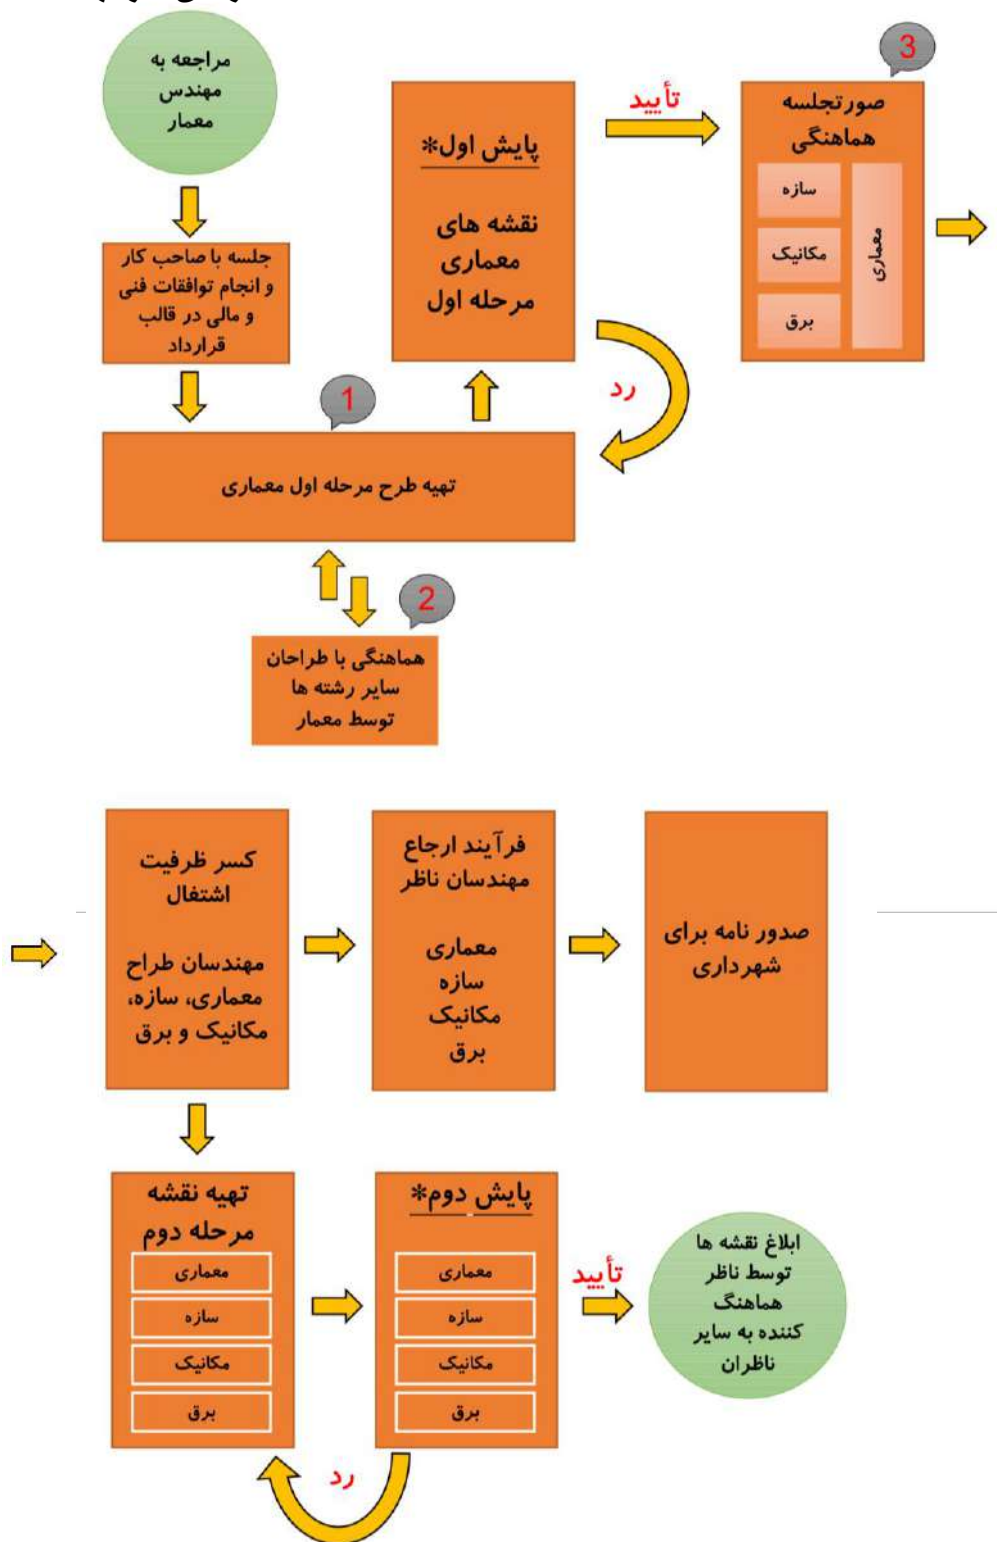 مراجعه به
مهندس
معمار
جلسه با صاحب کار
و انجام توافقات فنی
و مالی در قالب
قرارداد
1
تهیه طرح مرحله اول معماری
2
هماهنگی با طراحان
سایر رشته ها
توسط معمار
پایش اول*
نقشه های
معماری
مرحله اول
تأیید
رد
3
صورتجلسه
هماهنگی
معماری
سازه
مکانیک
برق
کسر ظرفیت
اشتغال
مهندسان طراح
معماری، سازه،
مکانیک و برق
فرآیند ارجاع
مهندسان ناظر
معماری
سازه
مکانیک
برق
صدور نامه برای
شهرداری
تهیه نقشه
مرحله دوم
معماری
سازه
مکانیک
برق
پایش دوم*
معماری
سازه
مکانیک
برق
تأیید
رد
ابلاغ نقشه ها
توسط ناظر
هماهنگ
کننده به سایر
ناظران